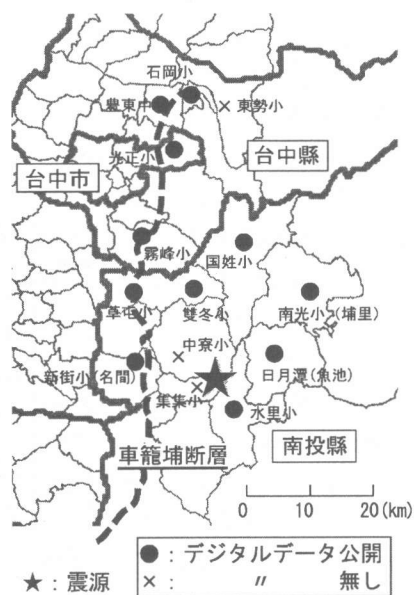 石岡小
豊東中
× 東勢小
光正小
台中市
台中縣
霧峰小
国姓小
草屯小
雙冬小
南光小(埔里)
中寮小
新街小(名間)
日月潭(魚池)
集集小
水里小
車籠埔断層
南投縣
0 10 20(km)
★:震源
●:デジタルデータ公開
×: 〃 無し